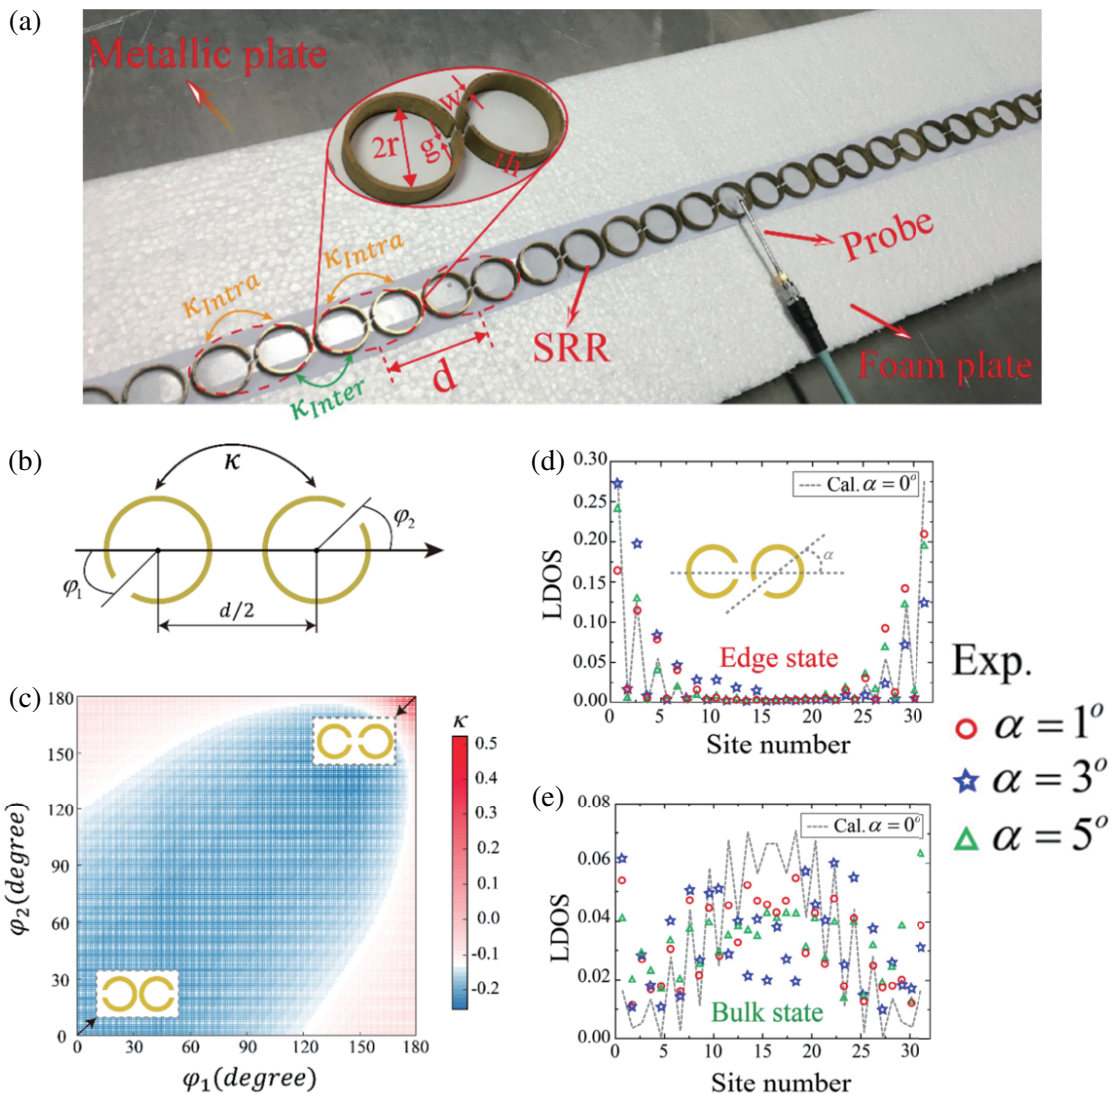 (a)
Metallic plate
w
2r
g
th
κIntra
κIntra
κInter
d
SRR
Probe
Foam plate
(b)
κ
φ1
φ2
d/2
(c)
180
150
120
90
60
30
0
φ2(degree)
0 30 60 90 120 150 180
φ1(degree)
κ
0.5
0.4
0.3
0.2
0.1
0.0
-0.1
-0.2
(d)
0.30
0.25
0.20
0.15
0.10
0.05
0.00
LDOS
Cal. α = 0°
α
Edge state
0 5 10 15 20 25 30
Site number
(e)
0.08
0.06
0.04
0.02
0.00
LDOS
Cal. α = 0°
Bulk state
0 5 10 15 20 25 30
Site number
Exp.
α = 1°
α = 3°
α = 5°